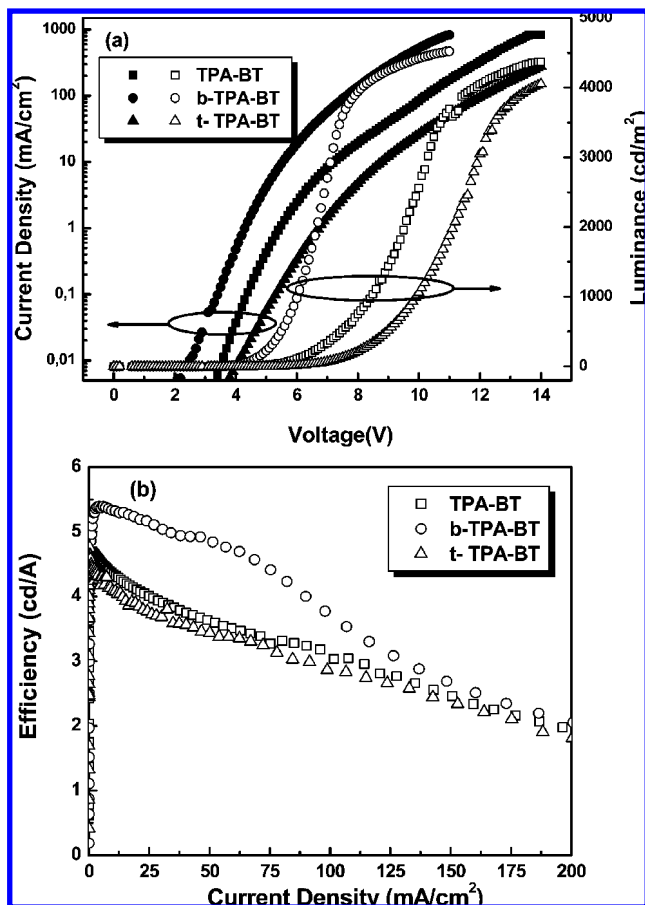 (a)
TPA-BT
b-TPA-BT
t- TPA-BT
Current Density (mA/cm²)
1000
100
10
1
0,1
0,01
Luminance (cd/m²)
5000
4000
3000
2000
1000
0
0 2 4 6 8 10 12 14
Voltage(V)
(b)
TPA-BT
b-TPA-BT
t- TPA-BT
Efficiency (cd/A)
6
5
4
3
2
1
0
0 25 50 75 100 125 150 175 200
Current Density (mA/cm²)